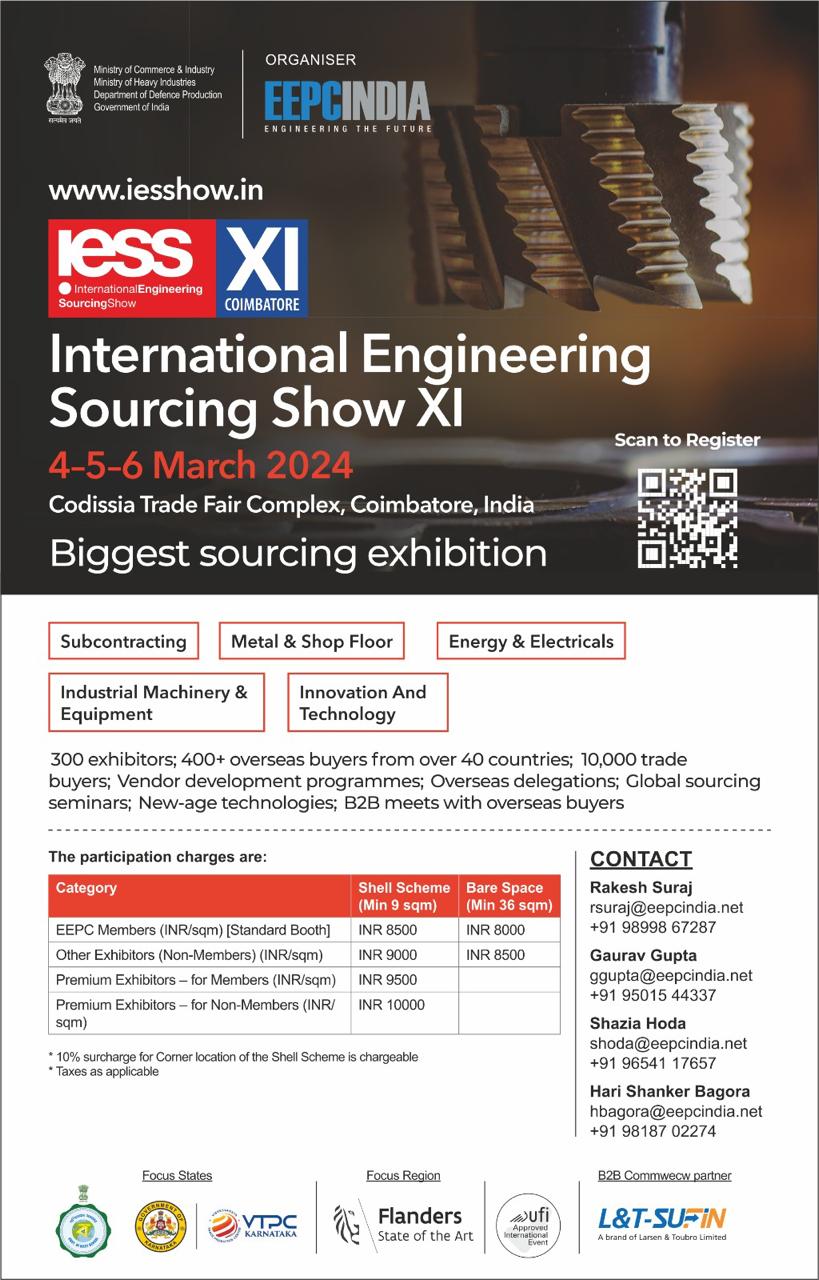 Ministry of Commerce & Industry
Ministry of Heavy Industries
Department of Defence Production
Government of India
सत्यमेव जयते
ORGANISER
EEPCINDIA
ENGINEERING THE FUTURE
www.iesshow.in
iess
InternationalEngineering
SourcingShow
XI
COIMBATORE
International Engineering
Sourcing Show XI
4–5–6 March 2024
Codissia Trade Fair Complex, Coimbatore, India
Biggest sourcing exhibition
Scan to Register
Subcontracting
Metal & Shop Floor
Energy & Electricals
Industrial Machinery &
Equipment
Innovation And
Technology
300 exhibitors; 400+ overseas buyers from over 40 countries; 10,000 trade
buyers; Vendor development programmes; Overseas delegations; Global sourcing
seminars; New-age technologies; B2B meets with overseas buyers
The participation charges are:
Category Shell Scheme (Min 9 sqm) Bare Space (Min 36 sqm)
EEPC Members (INR/sqm) [Standard Booth] INR 8500 INR 8000
Other Exhibitors (Non-Members) (INR/sqm) INR 9000 INR 8500
Premium Exhibitors – for Members (INR/sqm) INR 9500
Premium Exhibitors – for Non-Members (INR/ INR 10000
sqm)
* 10% surcharge for Corner location of the Shell Scheme is chargeable
* Taxes as applicable
CONTACT
Rakesh Suraj
rsuraj@eepcindia.net
+91 98998 67287
Gaurav Gupta
ggupta@eepcindia.net
+91 95015 44337
Shazia Hoda
shoda@eepcindia.net
+91 96541 17657
Hari Shanker Bagora
hbagora@eepcindia.net
+91 98187 02274
Focus States
GOVERNMENT OF
KARNATAKA
VTPC
KARNATAKA
Focus Region
Flanders
State of the Art
ufi
Approved
International
Event
B2B Commwecw partner
L&T-SUFIN
A brand of Larsen & Toubro Limited